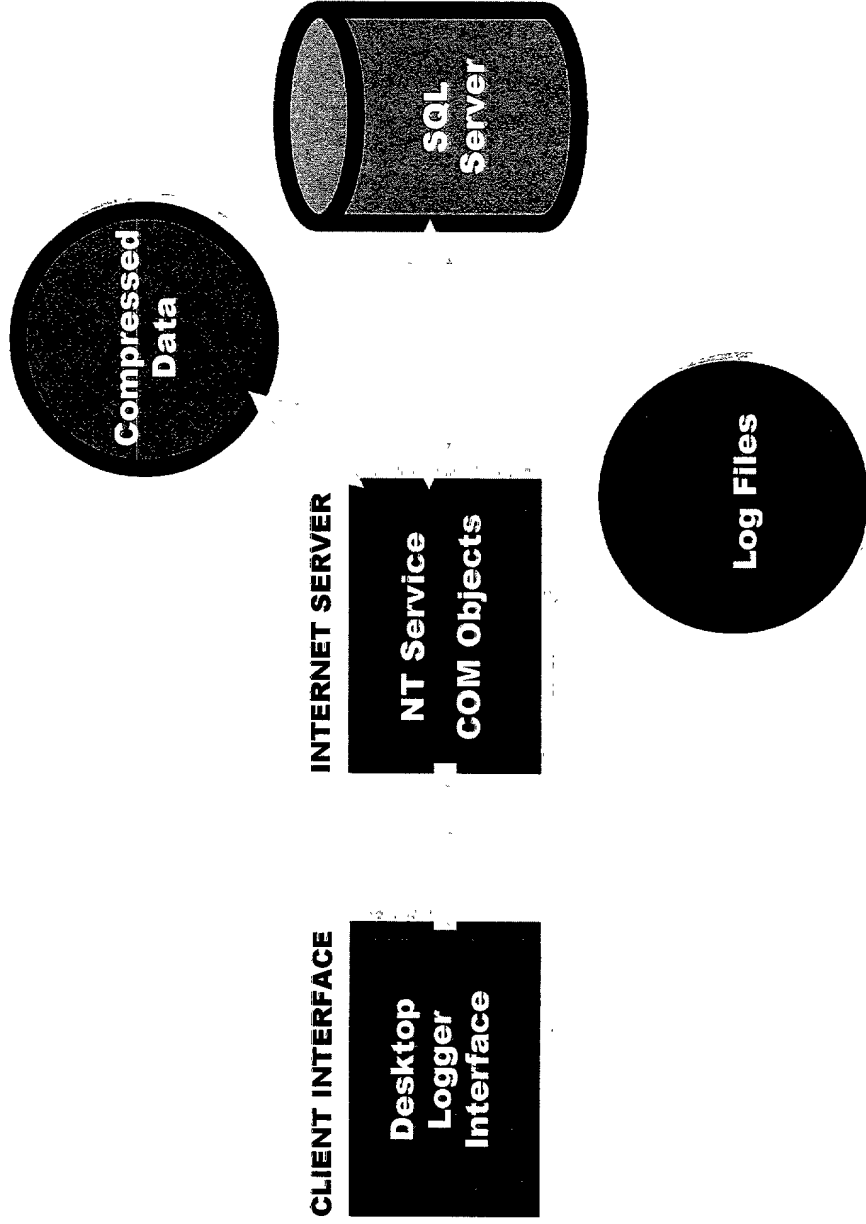 CLIENT INTERFACE
Desktop
Logger
Interface
INTERNET SERVER
NT Service
COM Objects
Compressed
Data
SQL
Server
Log Files